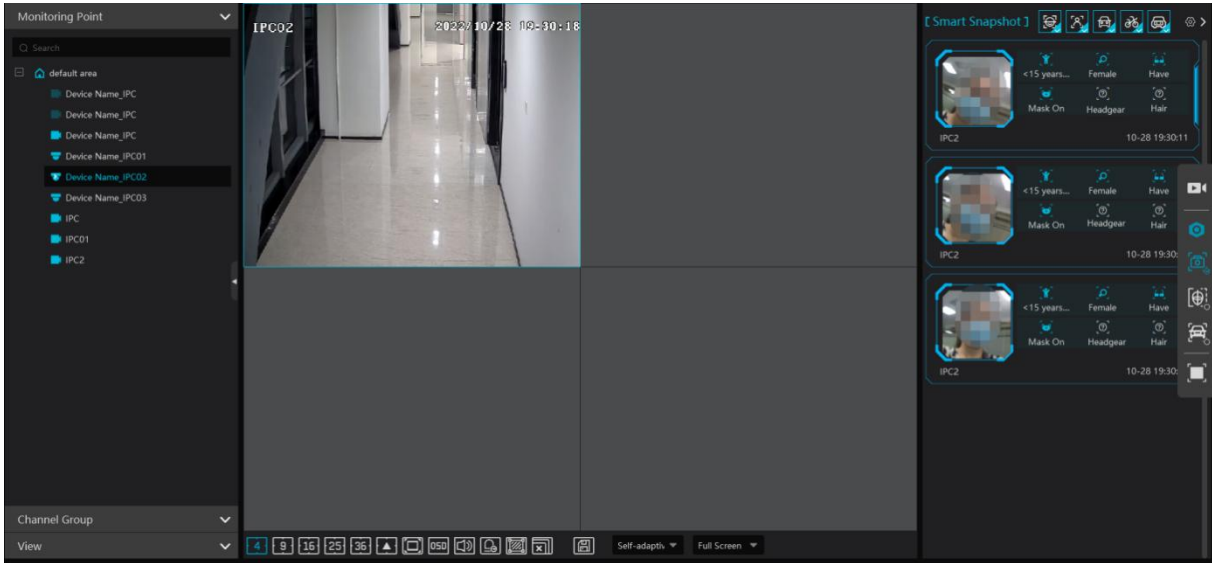 Monitoring Point
Search
default area
Device Name_IPC
Device Name_IPC
Device Name_IPC
Device Name_IPC01
Device Name_IPC02
Device Name_IPC03
IPC
IPC01
IPC2
Channel Group
View
IPC02 2022/10/28 19:30:18
4 9 16 25 36 OSD Self-adaptiv Full Screen
[ Smart Snapshot ]
<15 years... Female Have
Mask On Headgear Hair
IPC2 10-28 19:30:11
<15 years... Female Have
Mask On Headgear Hair
IPC2 10-28 19:30:
<15 years... Female Have
Mask On Headgear Hair
IPC2 10-28 19:30: